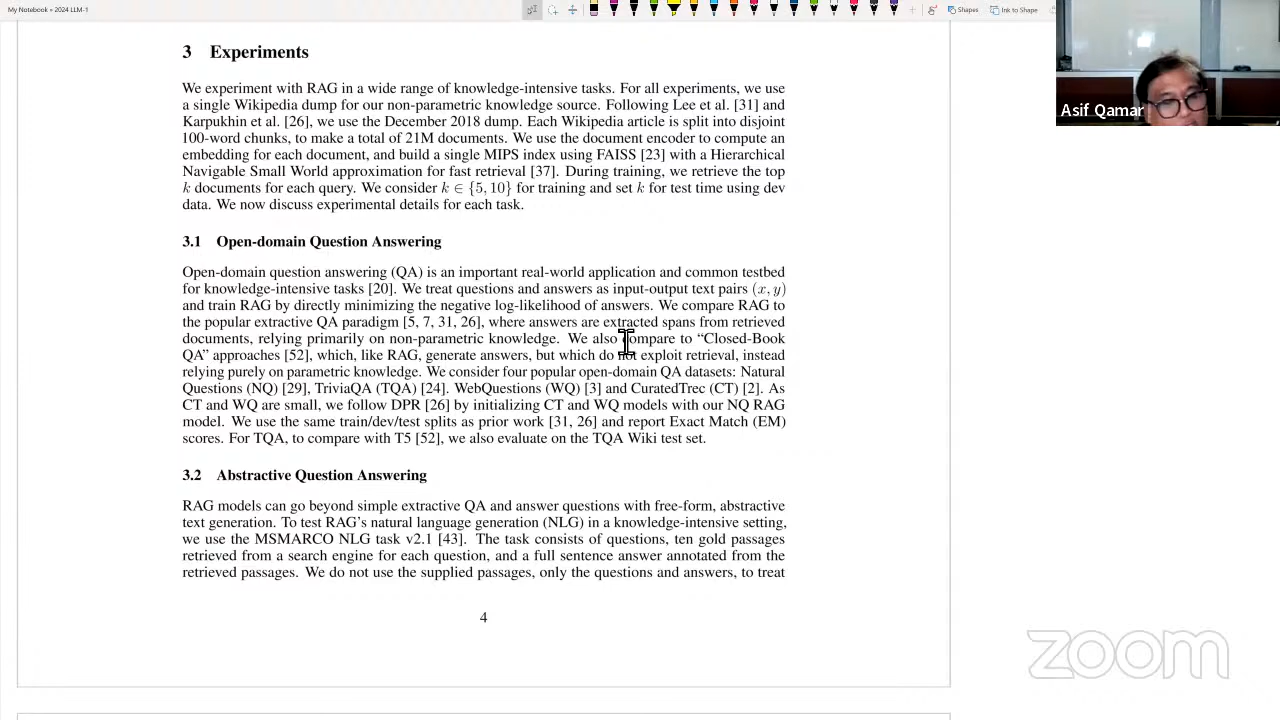 My Notebook » 2024 LLM-1
Shapes
Ink to Shape
Asif Qamar
3 Experiments
We experiment with RAG in a wide range of knowledge-intensive tasks. For all experiments, we use
a single Wikipedia dump for our non-parametric knowledge source. Following Lee et al. [31] and
Karpukhin et al. [26], we use the December 2018 dump. Each Wikipedia article is split into disjoint
100-word chunks, to make a total of 21M documents. We use the document encoder to compute an
embedding for each document, and build a single MIPS index using FAISS [23] with a Hierarchical
Navigable Small World approximation for fast retrieval [37]. During training, we retrieve the top
k documents for each query. We consider k ∈ {5, 10} for training and set k for test time using dev
data. We now discuss experimental details for each task.
3.1 Open-domain Question Answering
Open-domain question answering (QA) is an important real-world application and common testbed
for knowledge-intensive tasks [20]. We treat questions and answers as input-output text pairs (x, y)
and train RAG by directly minimizing the negative log-likelihood of answers. We compare RAG to
the popular extractive QA paradigm [5, 7, 31, 26], where answers are extracted spans from retrieved
documents, relying primarily on non-parametric knowledge. We also compare to “Closed-Book
QA” approaches [52], which, like RAG, generate answers, but which do not exploit retrieval, instead
relying purely on parametric knowledge. We consider four popular open-domain QA datasets: Natural
Questions (NQ) [29], TriviaQA (TQA) [24]. WebQuestions (WQ) [3] and CuratedTrec (CT) [2]. As
CT and WQ are small, we follow DPR [26] by initializing CT and WQ models with our NQ RAG
model. We use the same train/dev/test splits as prior work [31, 26] and report Exact Match (EM)
scores. For TQA, to compare with T5 [52], we also evaluate on the TQA Wiki test set.
3.2 Abstractive Question Answering
RAG models can go beyond simple extractive QA and answer questions with free-form, abstractive
text generation. To test RAG’s natural language generation (NLG) in a knowledge-intensive setting,
we use the MSMARCO NLG task v2.1 [43]. The task consists of questions, ten gold passages
retrieved from a search engine for each question, and a full sentence answer annotated from the
retrieved passages. We do not use the supplied passages, only the questions and answers, to treat
4
zoom